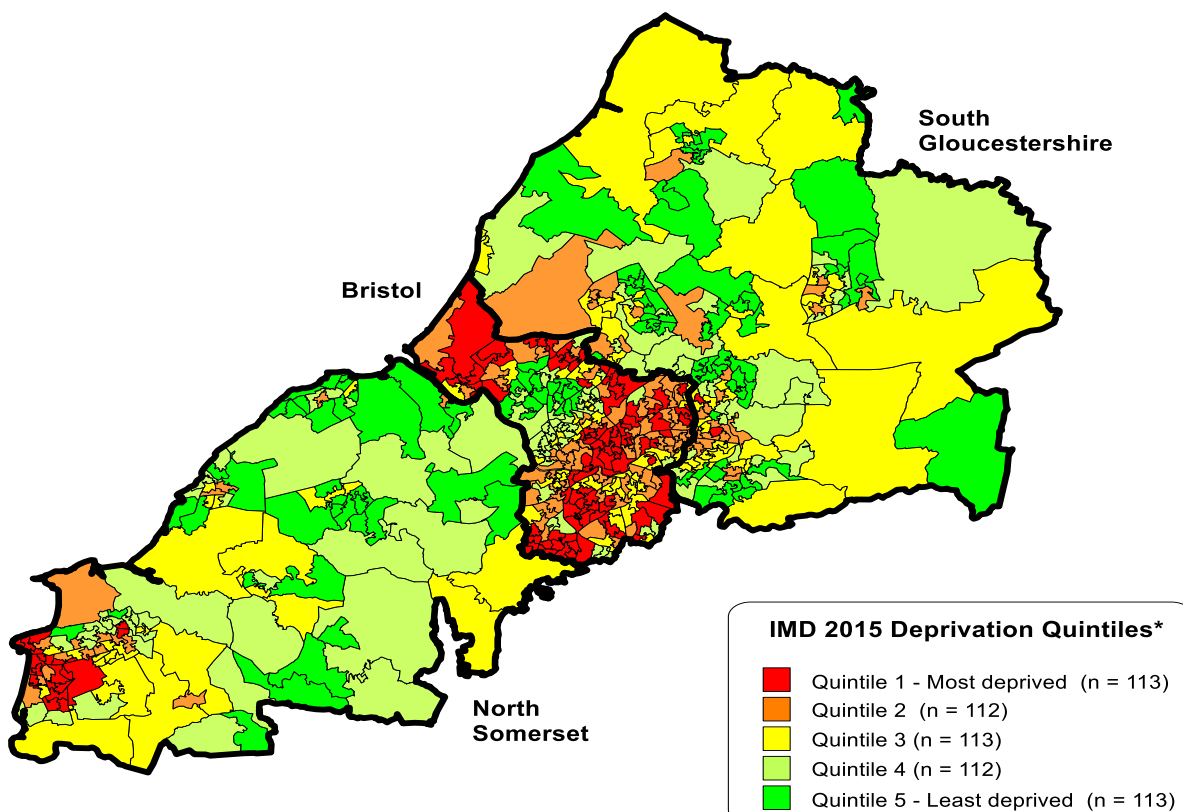 South
Gloucestershire
Bristol
North
Somerset
IMD 2015 Deprivation Quintiles*
Quintile 1 - Most deprived (n = 113)
Quintile 2 (n = 112)
Quintile 3 (n = 113)
Quintile 4 (n = 112)
Quintile 5 - Least deprived (n = 113)